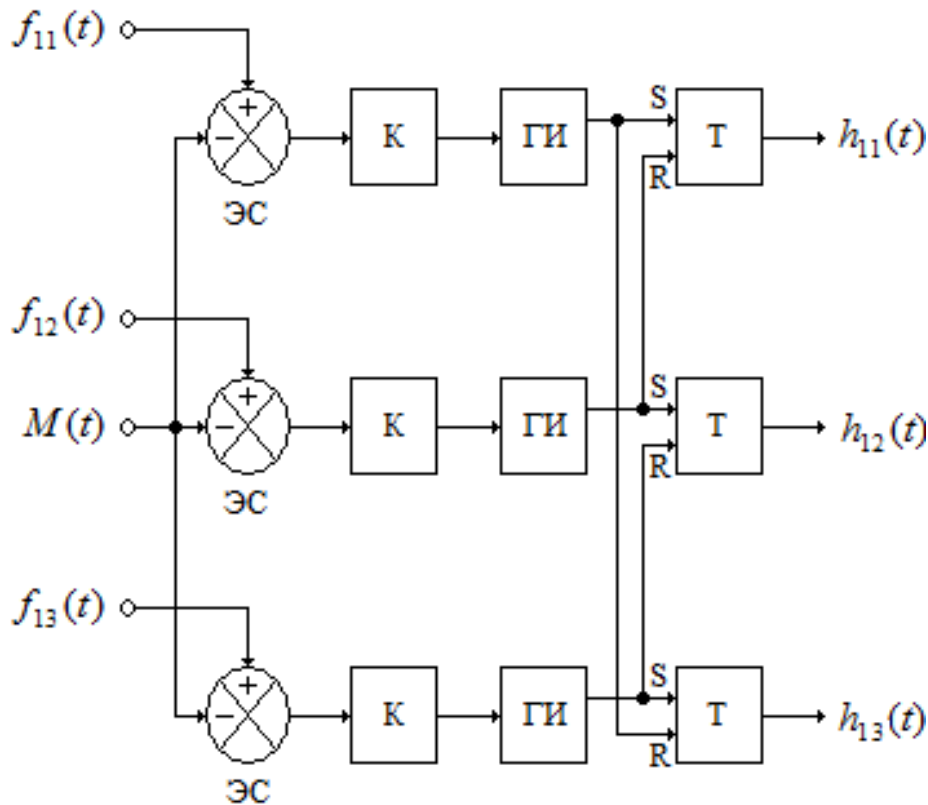 f₁₁(t)
+
−
ЭС
К
ГИ
S
R
Т
h₁₁(t)
f₁₂(t)
M(t)
+
−
ЭС
К
ГИ
S
R
Т
h₁₂(t)
f₁₃(t)
+
−
ЭС
К
ГИ
S
R
Т
h₁₃(t)